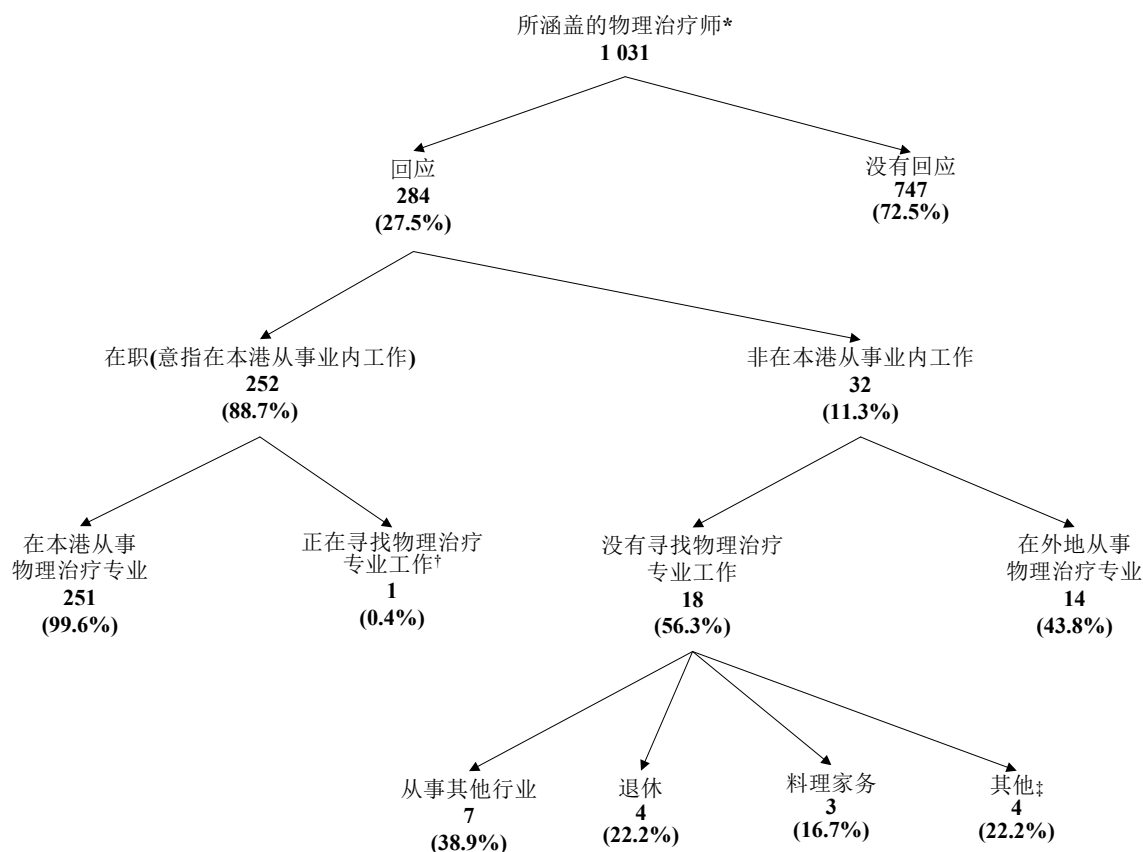 所涵盖的物理治疗师*
1 031
回应
284
(27.5%)
没有回应
747
(72.5%)
在职(意指在本港从事业内工作)
252
(88.7%)
非在本港从事业内工作
32
(11.3%)
在本港从事
物理治疗专业
251
(99.6%)
正在寻找物理治疗
专业工作†
1
(0.4%)
没有寻找物理治疗
专业工作
18
(56.3%)
在外地从事
物理治疗专业
14
(43.8%)
从事其他行业
7
(38.9%)
退休
4
(22.2%)
料理家务
3
(16.7%)
其他‡
4
(22.2%)